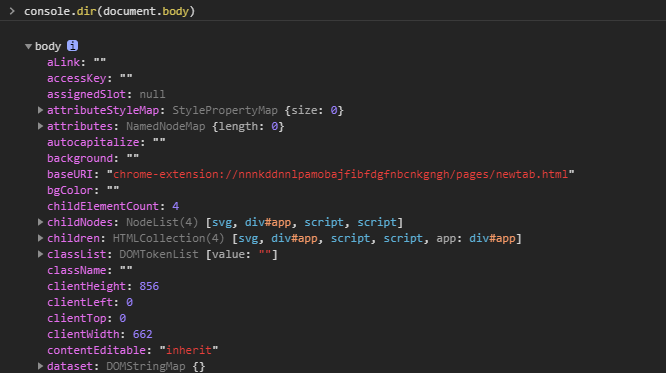 > console.dir(document.body)
▼body i
aLink: ""
accessKey: ""
assignedSlot: null
▶attributeStyleMap: StylePropertyMap {size: 0}
▶attributes: NamedNodeMap {length: 0}
autocapitalize: ""
background: ""
baseURI: "chrome-extension://nnnkddnnlpamobajfibfdgfnbcnkgngh/pages/newtab.html"
bgColor: ""
childElementCount: 4
▶childNodes: NodeList(4) [svg, div#app, script, script]
▶children: HTMLCollection(4) [svg, div#app, script, script, app: div#app]
▶classList: DOMTokenList [value: ""]
className: ""
clientHeight: 856
clientLeft: 0
clientTop: 0
clientWidth: 662
contentEditable: "inherit"
▶dataset: DOMStringMap {}